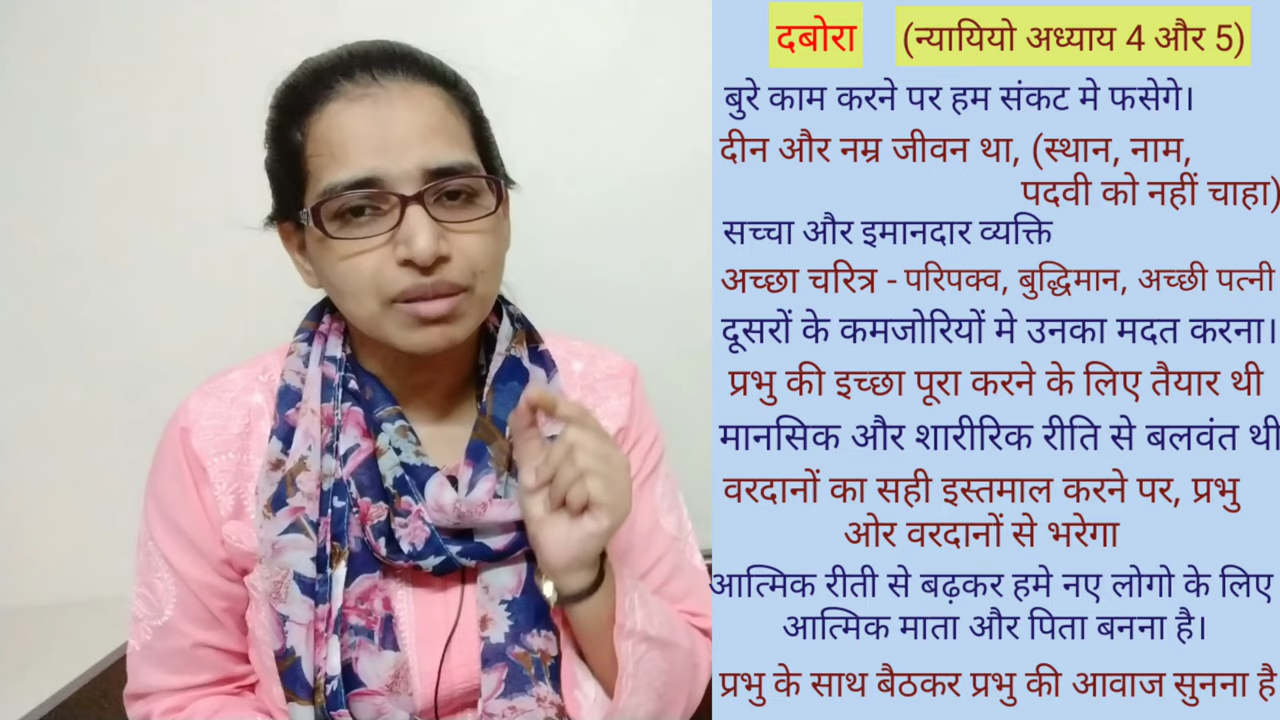 दबोरा (न्यायियो अध्याय 4 और 5)
बुरे काम करने पर हम संकट मे फसेगे।
दीन और नम्र जीवन था, (स्थान, नाम,
पदवी को नहीं चाहा)
सच्चा और इमानदार व्यक्ति
अच्छा चरित्र - परिपक्व, बुद्धिमान, अच्छी पत्नी
दूसरों के कमजोरियों मे उनका मदत करना।
प्रभु की इच्छा पूरा करने के लिए तैयार थी
मानसिक और शारीरिक रीति से बलवंत थी
वरदानों का सही इस्तमाल करने पर, प्रभु
ओर वरदानों से भरेगा
आत्मिक रीती से बढ़कर हमे नए लोगो के लिए
आत्मिक माता और पिता बनना है।
प्रभु के साथ बैठकर प्रभु की आवाज सुनना है